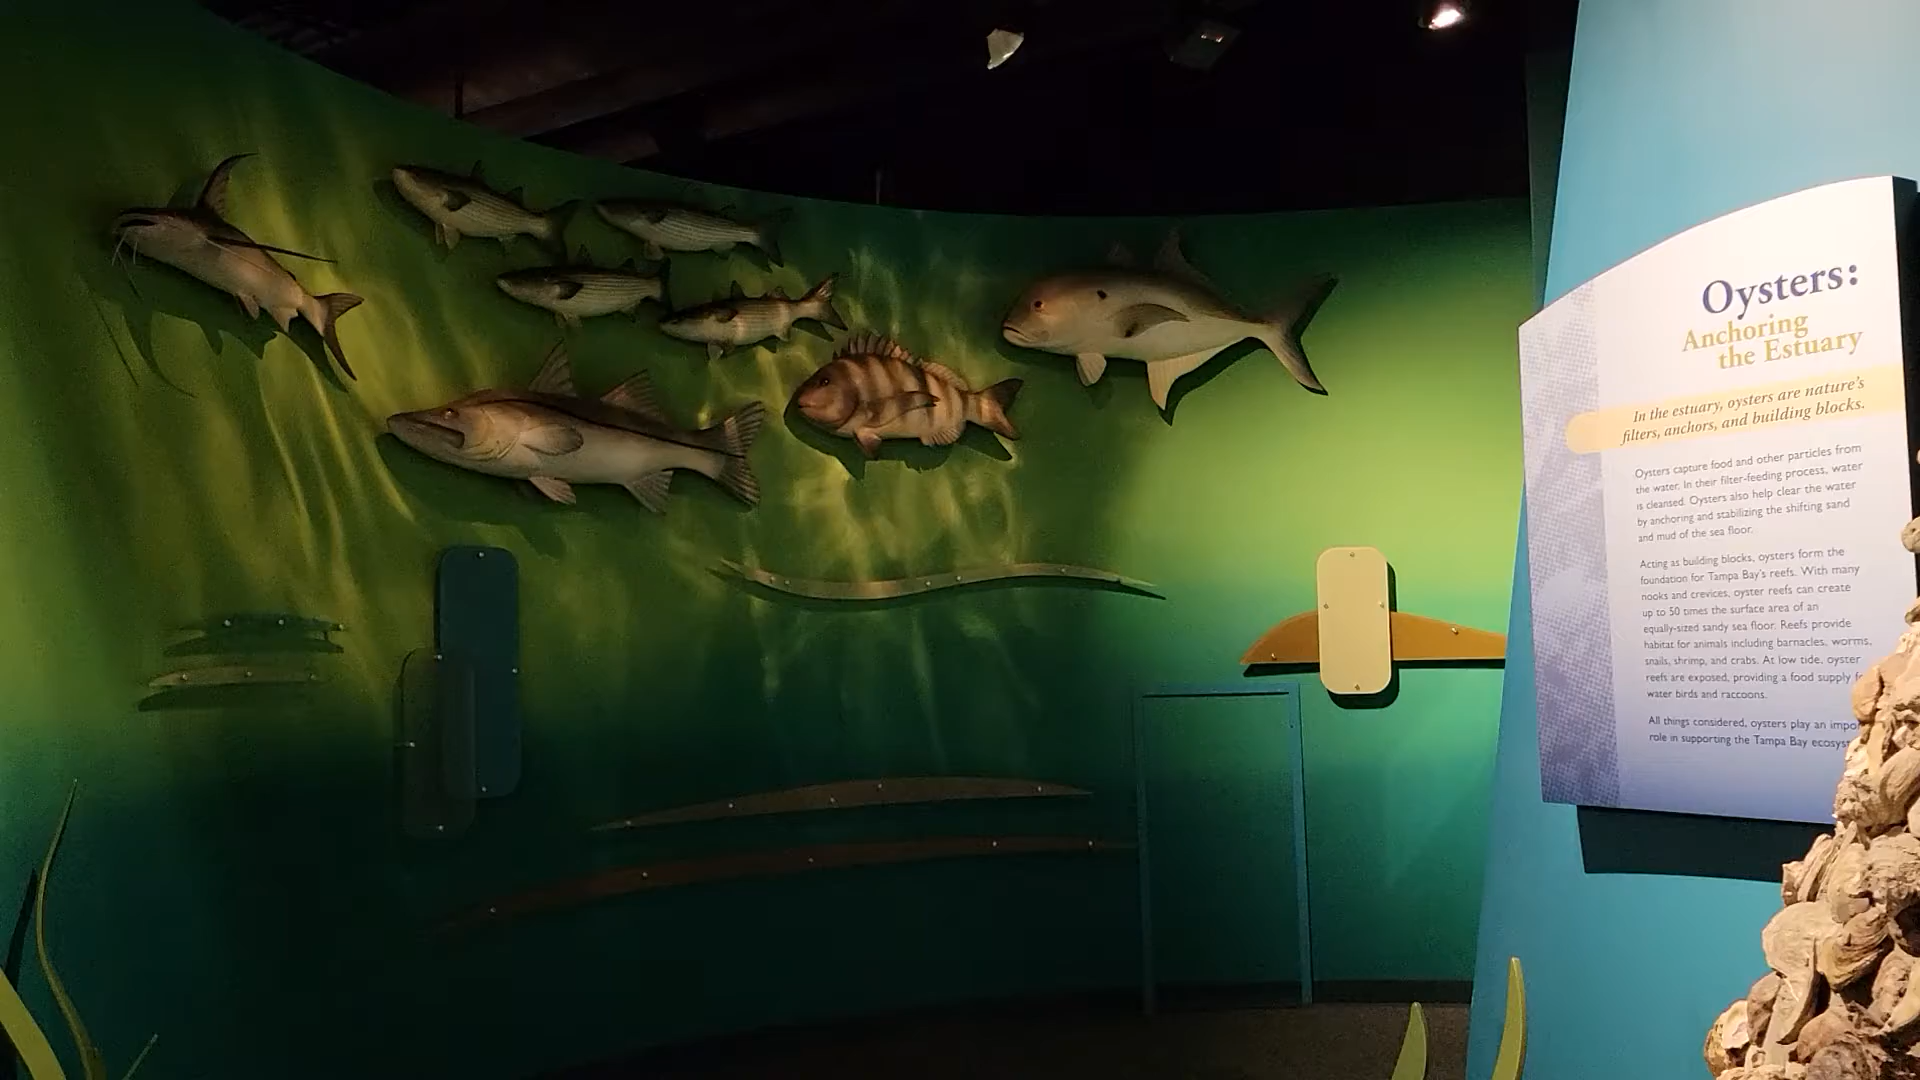 Oysters:
Anchoring
the Estuary
In the estuary, oysters are nature's
filters, anchors, and building blocks.
Oysters capture food and other particles from
the water. In their filter-feeding process, water
is cleansed. Oysters also help clear the water
by anchoring and stabilizing the shifting sand
and mud of the sea floor.
Acting as building blocks, oysters form the
foundation for Tampa Bay's reefs. With many
nooks and crevices, oyster reefs can create
up to 50 times the surface area of an
equally-sized sandy sea floor. Reefs provide
habitat for animals including barnacles, worms,
snails, shrimp, and crabs. At low tide, oyster
reefs are exposed, providing a food supply
water birds and raccoons.
All things considered, oysters play an
role in supporting the Tampa Bay